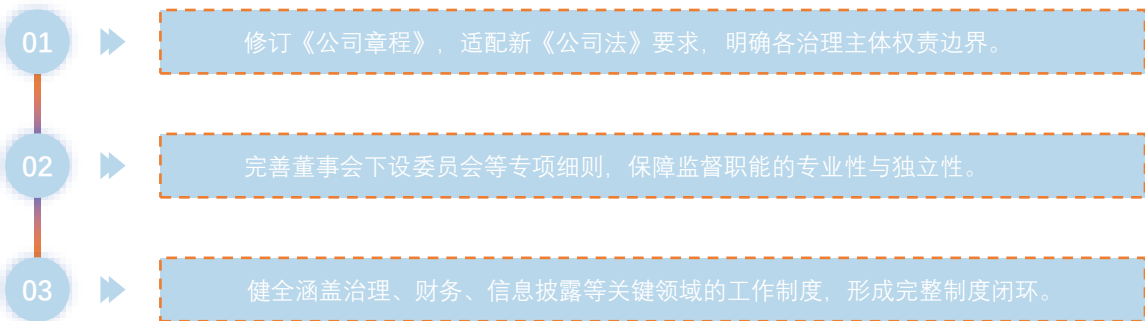 01
修订《公司章程》，适配新《公司法》要求，明确各治理主体权责边界。
02
完善董事会下设委员会等专项细则，保障监督职能的专业性与独立性。
03
健全涵盖治理、财务、信息披露等关键领域的工作制度，形成完整制度闭环。